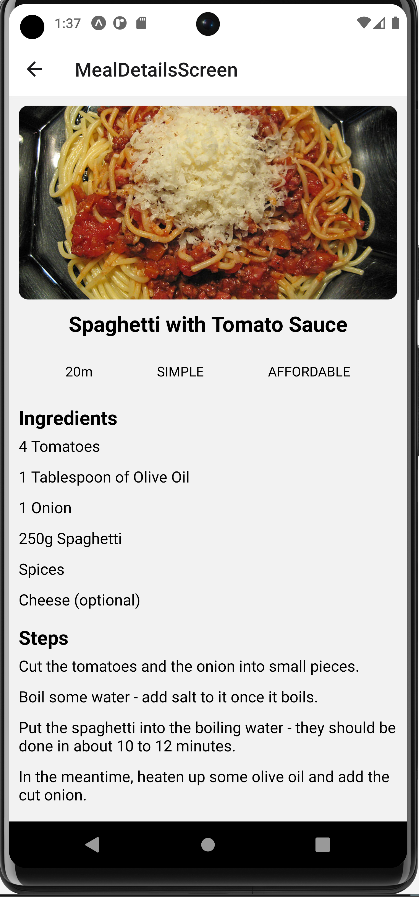 1:37
MealDetailsScreen
Spaghetti with Tomato Sauce
20m SIMPLE AFFORDABLE
Ingredients
4 Tomatoes
1 Tablespoon of Olive Oil
1 Onion
250g Spaghetti
Spices
Cheese (optional)
Steps
Cut the tomatoes and the onion into small pieces.
Boil some water - add salt to it once it boils.
Put the spaghetti into the boiling water - they should be
done in about 10 to 12 minutes.
In the meantime, heaten up some olive oil and add the
cut onion.